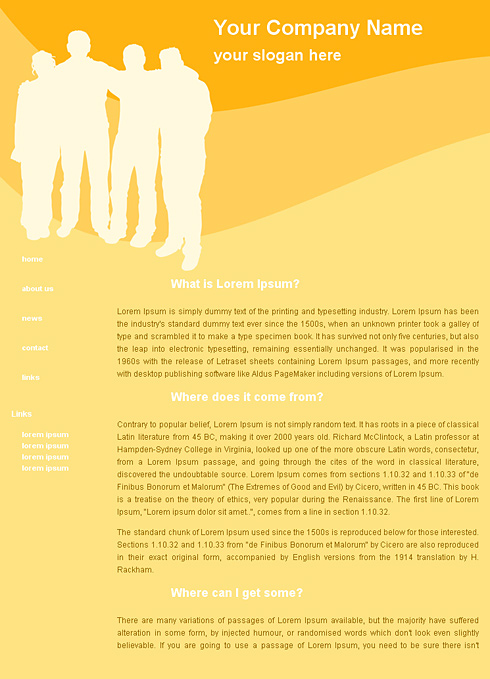 Your Company Name
your slogan here
home
about us
news
contact
links
Links
lorem ipsum
lorem ipsum
lorem ipsum
lorem ipsum
What is Lorem Ipsum?
Lorem Ipsum is simply dummy text of the printing and typesetting industry. Lorem Ipsum has been
the industry's standard dummy text ever since the 1500s, when an unknown printer took a galley of
type and scrambled it to make a type specimen book. It has survived not only five centuries, but also
the leap into electronic typesetting, remaining essentially unchanged. It was popularised in the
1960s with the release of Letraset sheets containing Lorem Ipsum passages, and more recently
with desktop publishing software like Aldus PageMaker including versions of Lorem Ipsum.
Where does it come from?
Contrary to popular belief, Lorem Ipsum is not simply random text. It has roots in a piece of classical
Latin literature from 45 BC, making it over 2000 years old. Richard McClintock, a Latin professor at
Hampden-Sydney College in Virginia, looked up one of the more obscure Latin words, consectetur,
from a Lorem Ipsum passage, and going through the cites of the word in classical literature,
discovered the undoubtable source. Lorem Ipsum comes from sections 1.10.32 and 1.10.33 of "de
Finibus Bonorum et Malorum" (The Extremes of Good and Evil) by Cicero, written in 45 BC. This book
is a treatise on the theory of ethics, very popular during the Renaissance. The first line of Lorem
Ipsum, "Lorem ipsum dolor sit amet..", comes from a line in section 1.10.32.
The standard chunk of Lorem Ipsum used since the 1500s is reproduced below for those interested.
Sections 1.10.32 and 1.10.33 from "de Finibus Bonorum et Malorum" by Cicero are also reproduced
in their exact original form, accompanied by English versions from the 1914 translation by H.
Rackham.
Where can I get some?
There are many variations of passages of Lorem Ipsum available, but the majority have suffered
alteration in some form, by injected humour, or randomised words which don't look even slightly
believable. If you are going to use a passage of Lorem Ipsum, you need to be sure there isn't